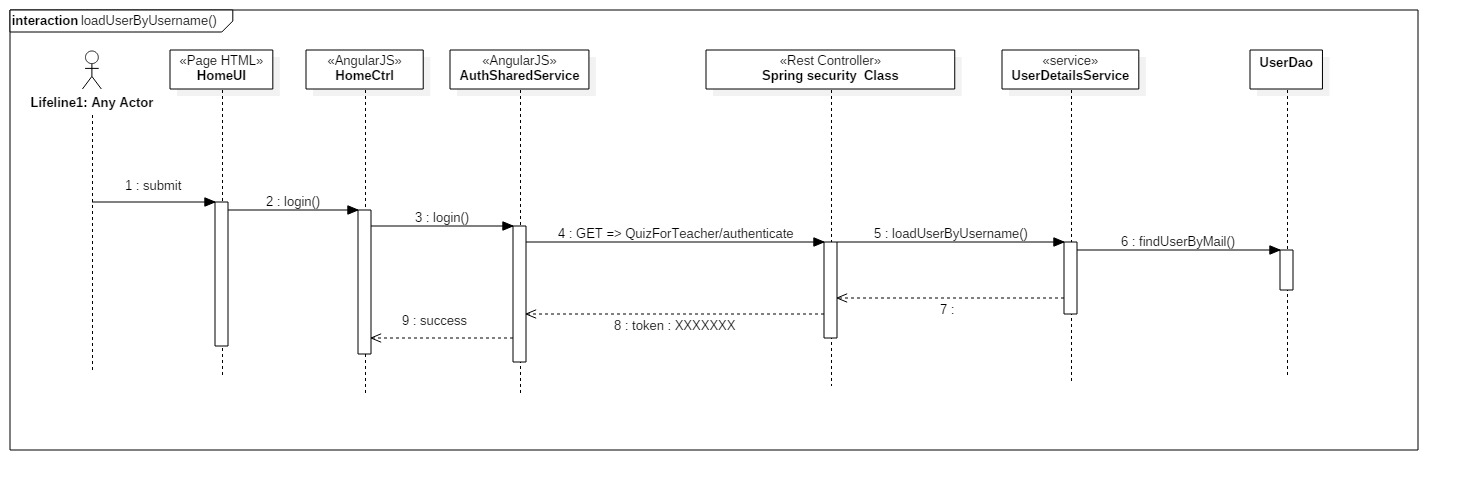 interaction loadUserByUsername()
«Page HTML»
HomeUI
«AngularJS»
HomeCtrl
«AngularJS»
AuthSharedService
«Rest Controller»
Spring security  Class
«service»
UserDetailsService
UserDao
Lifeline1: Any Actor
1 : submit
2 : login()
3 : login()
4 : GET => QuizForTeacher/authenticate
5 : loadUserByUsername()
6 : findUserByMail()
7 :
8 : token : XXXXXXX
9 : success